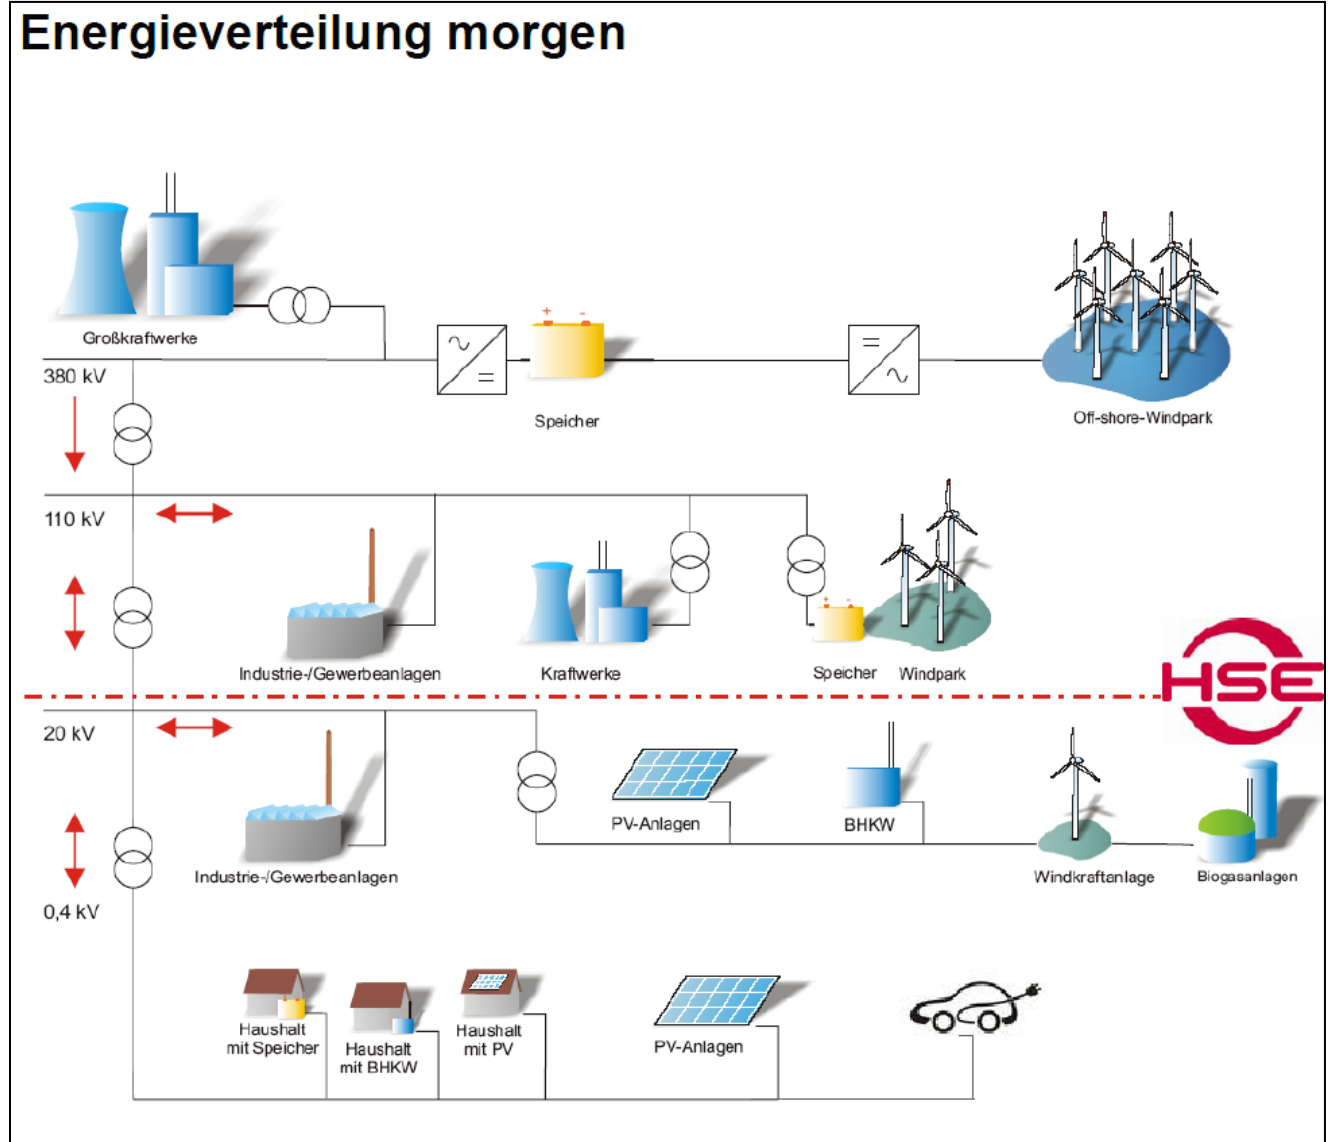 Energieverteilung morgen
Großkraftwerke
380 kV
+ -
Speicher
Off-shore-Windpark
110 kV
Industrie-/Gewerbeanlagen
Kraftwerke
+ -
Speicher
Windpark
HSE
20 kV
PV-Anlagen
BHKW
Industrie-/Gewerbeanlagen
Windkraftanlage
Biogasanlagen
0,4 kV
Haushalt
mit Speicher
Haushalt
mit BHKW
Haushalt
mit PV
PV-Anlagen